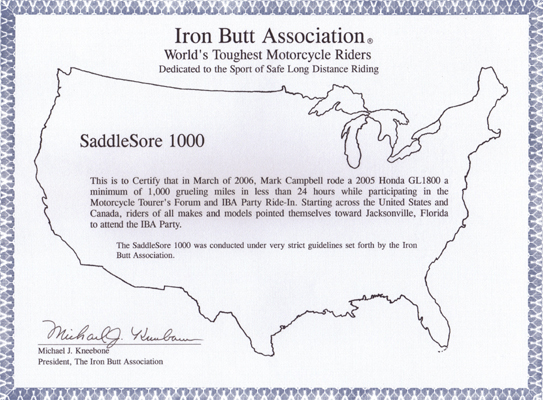 Iron Butt Association®
World's Toughest Motorcycle Riders
Dedicated to the Sport of Safe Long Distance Riding
SaddleSore 1000
This is to Certify that in March of 2006, Mark Campbell rode a 2005 Honda GL1800 a
minimum of 1,000 grueling miles in less than 24 hours while participating in the
Motorcycle Tourer's Forum and IBA Party Ride-In. Starting across the United States and
Canada, riders of all makes and models pointed themselves toward Jacksonville, Florida
to attend the IBA Party.
The SaddleSore 1000 was conducted under very strict guidelines set forth by the Iron
Butt Association.
Michael J. Kneebone
Michael J. Kneebone
President, The Iron Butt Association